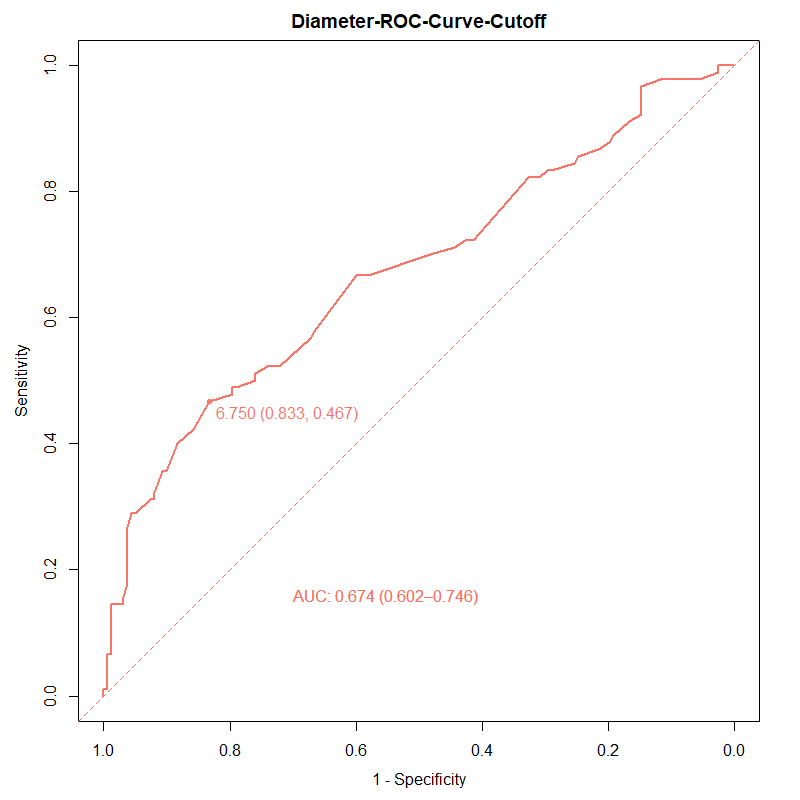 Diameter-ROC-Curve-Cutoff
Sensitivity
1.0
0.8
0.6
0.4
0.2
0.0
6.750 (0.833, 0.467)
AUC: 0.674 (0.602–0.746)
1.0 0.8 0.6 0.4 0.2 0.0
1 - Specificity